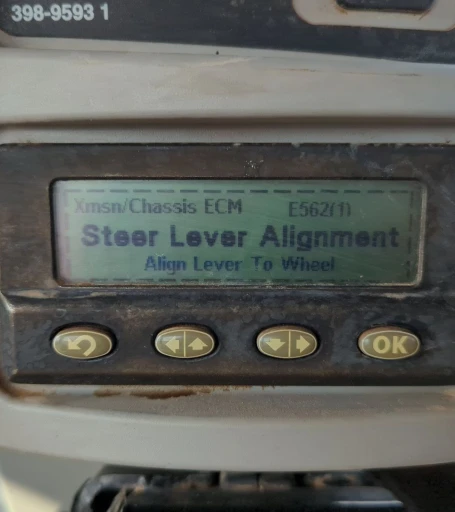 398-9593 1
Xmsn/Chassis ECM E562(1)
Steer Lever Alignment
Align Lever To Wheel
OK